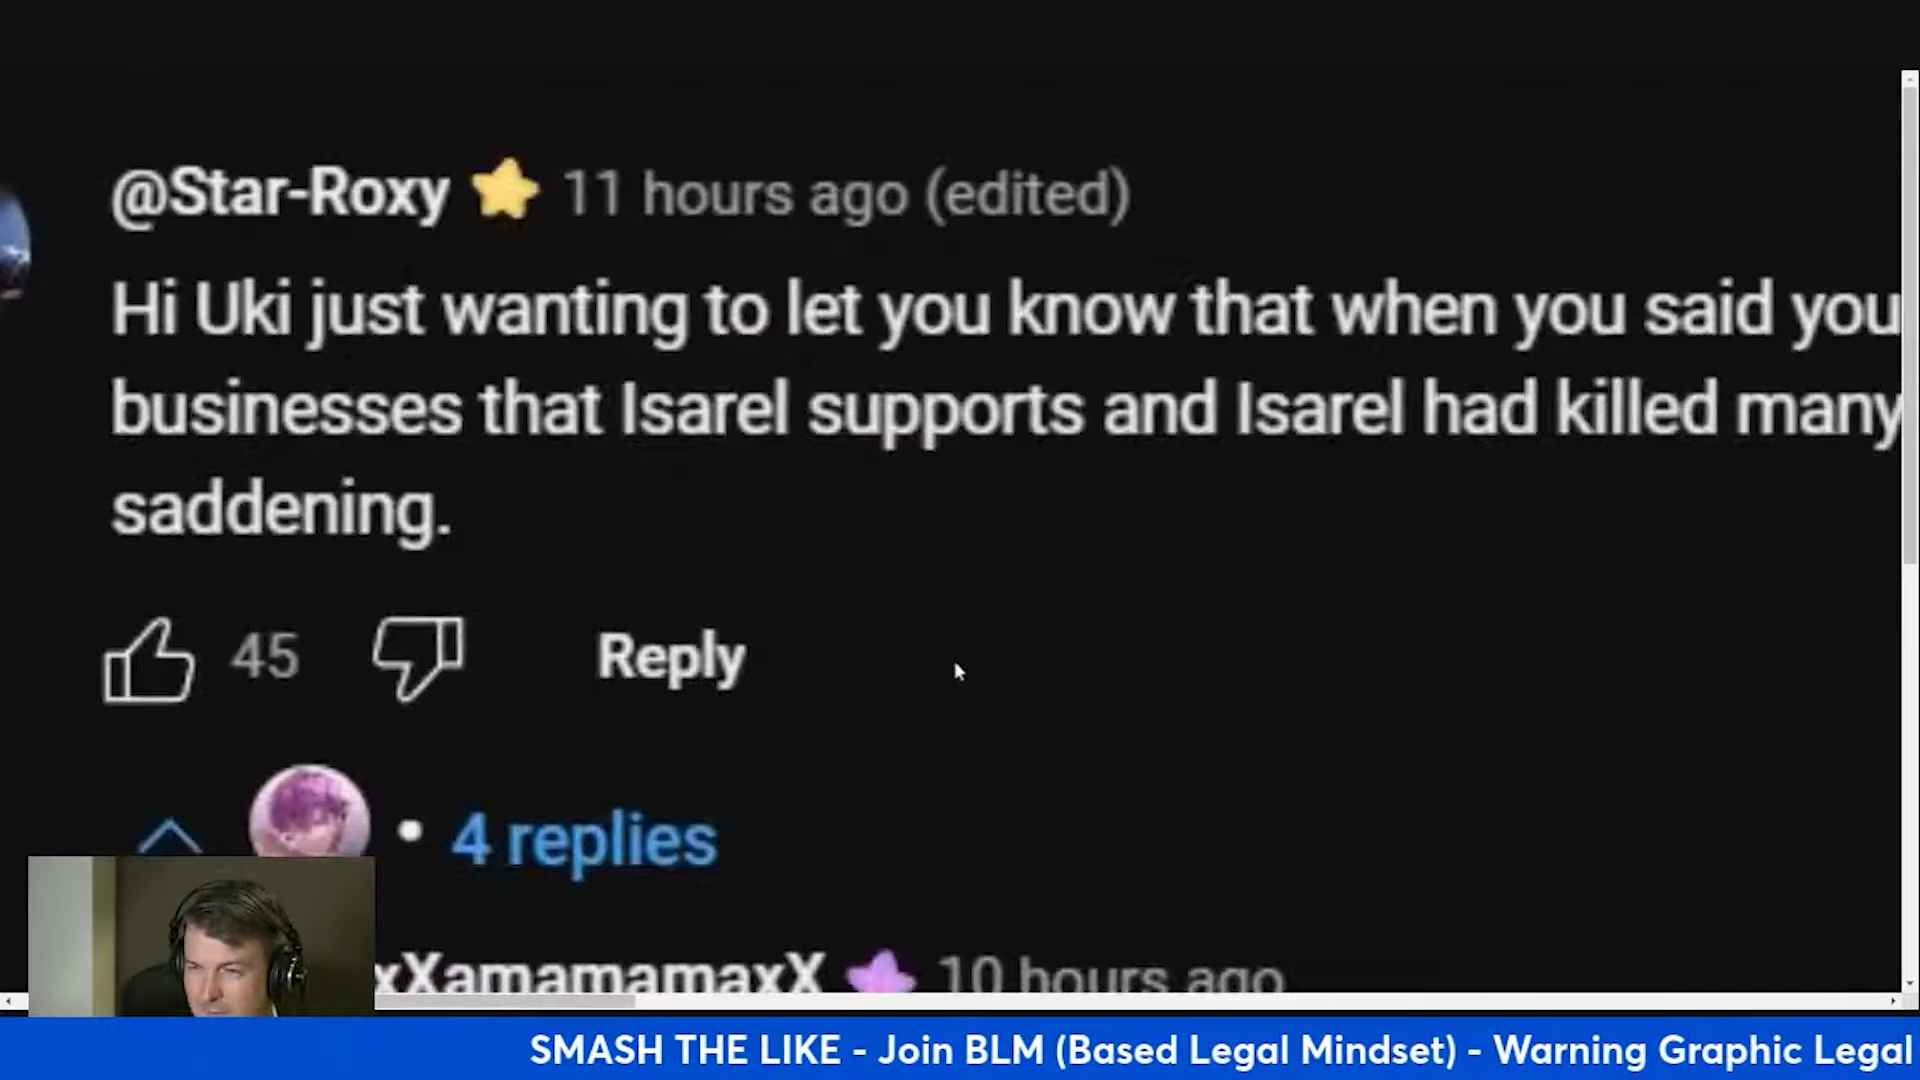 @Star-Roxy 11 hours ago (edited)
Hi Uki just wanting to let you know that when you said you
businesses that Isarel supports and Isarel had killed many
saddening.
45 Reply
4 replies
xXamamamaxX 10 hours ago
SMASH THE LIKE - Join BLM (Based Legal Mindset) - Warning Graphic Legal